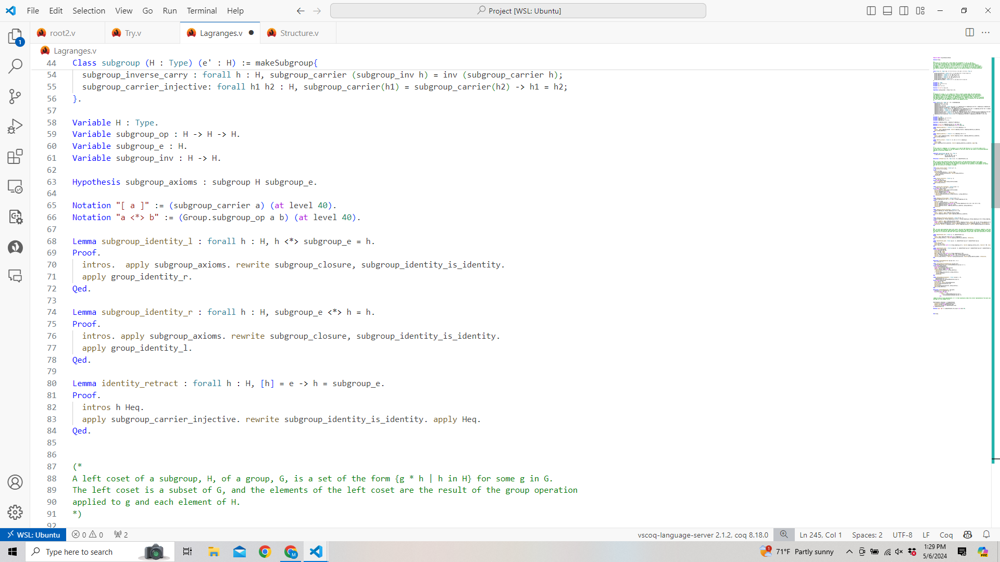 File Edit Selection View Go Run Terminal Help
Project [WSL: Ubuntu]
root2.v Try.v Lagranges.v Structure.v
Lagranges.v
44 Class subgroup (H : Type) (e' : H) := makeSubgroup{
54 subgroup_inverse_carry : forall h : H, subgroup_carrier (subgroup_inv h) = inv (subgroup_carrier h);
55 subgroup_carrier_injective: forall h1 h2 : H, subgroup_carrier(h1) = subgroup_carrier(h2) -> h1 = h2;
56 }.
57
58 Variable H : Type.
59 Variable subgroup_op : H -> H -> H.
60 Variable subgroup_e : H.
61 Variable subgroup_inv : H -> H.
62
63 Hypothesis subgroup_axioms : subgroup H subgroup_e.
64
65 Notation "[ a ]" := (subgroup_carrier a) (at level 40).
66 Notation "a <*> b" := (Group.subgroup_op a b) (at level 40).
67
68 Lemma subgroup_identity_l : forall h : H, h <*> subgroup_e = h.
69 Proof.
70 intros.  apply subgroup_axioms. rewrite subgroup_closure, subgroup_identity_is_identity.
71 apply group_identity_r.
72 Qed.
73
74 Lemma subgroup_identity_r : forall h : H, subgroup_e <*> h = h.
75 Proof.
76 intros. apply subgroup_axioms. rewrite subgroup_closure, subgroup_identity_is_identity.
77 apply group_identity_l.
78 Qed.
79
80 Lemma identity_retract : forall h : H, [h] = e -> h = subgroup_e.
81 Proof.
82 intros h Heq.
83 apply subgroup_carrier_injective. rewrite subgroup_identity_is_identity. apply Heq.
84 Qed.
85
86
87 (*
88 A left coset of a subgroup, H, of a group, G, is a set of the form {g * h | h in H} for some g in G.
89 The left coset is a subset of G, and the elements of the left coset are the result of the group operation
90 applied to g and each element of H.
91 *)
92
1
WSL: Ubuntu 0 0 2 vscoq-language-server 2.1.2, coq 8.18.0 Ln 245, Col 1 Spaces: 2 UTF-8 LF Coq
Type here to search M 1 71°F Partly sunny 1:29 PM
5/6/2024
PRE